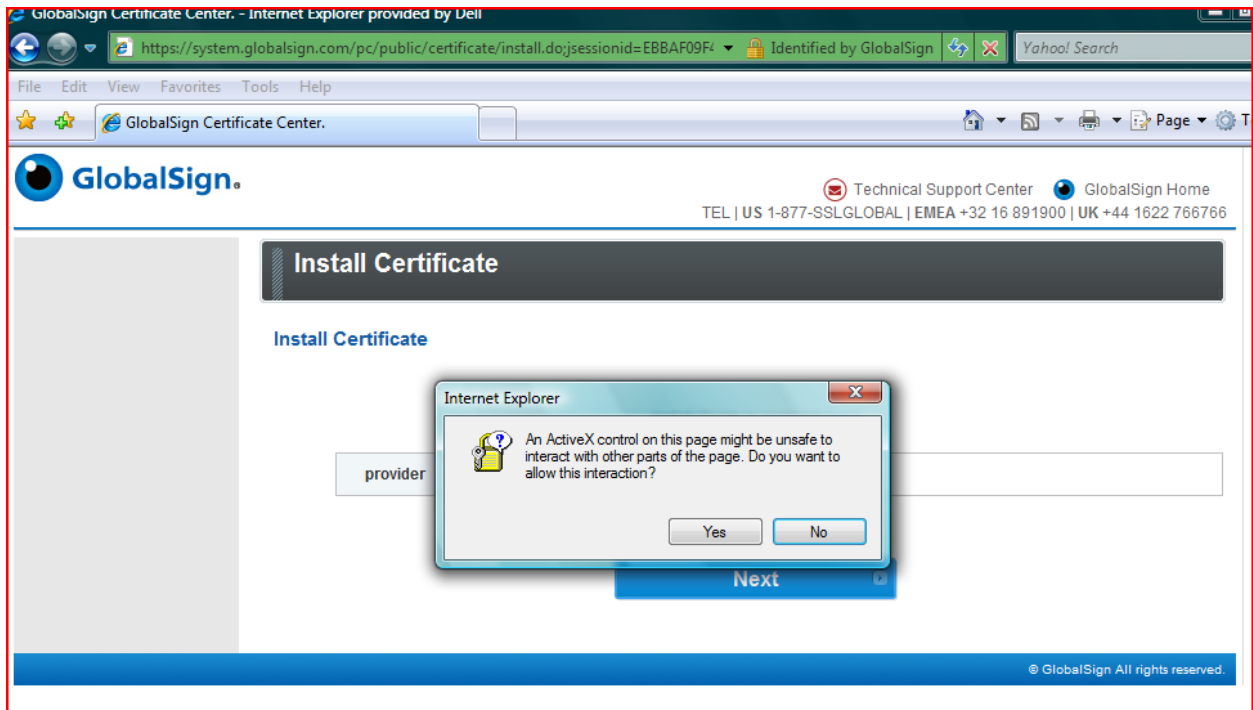 GlobalSign Certificate Center. - Internet Explorer provided by Dell
https://system.globalsign.com/pc/public/certificate/install.do;jsessionid=EBBAF09F4 Identified by GlobalSign Yahoo! Search
File Edit View Favorites Tools Help
GlobalSign Certificate Center. Page T
GlobalSign.
Technical Support Center GlobalSign Home
TEL | US 1-877-SSLGLOBAL | EMEA +32 16 891900 | UK +44 1622 766766
Install Certificate
Install Certificate
Internet Explorer
An ActiveX control on this page might be unsafe to
interact with other parts of the page. Do you want to
allow this interaction?
provider
Yes No
Next
© GlobalSign All rights reserved.